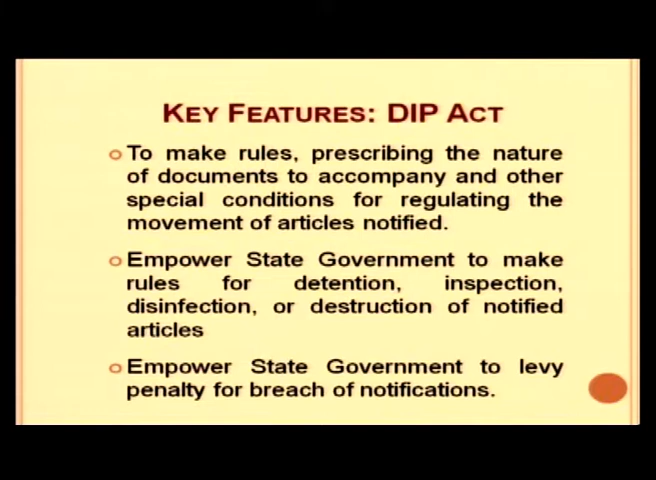 KEY FEATURES: DIP ACT
To make rules, prescribing the nature
of documents to accompany and other
special conditions for regulating the
movement of articles notified.
Empower State Government to make
rules for detention, inspection,
disinfection, or destruction of notified
articles
Empower State Government to levy
penalty for breach of notifications.